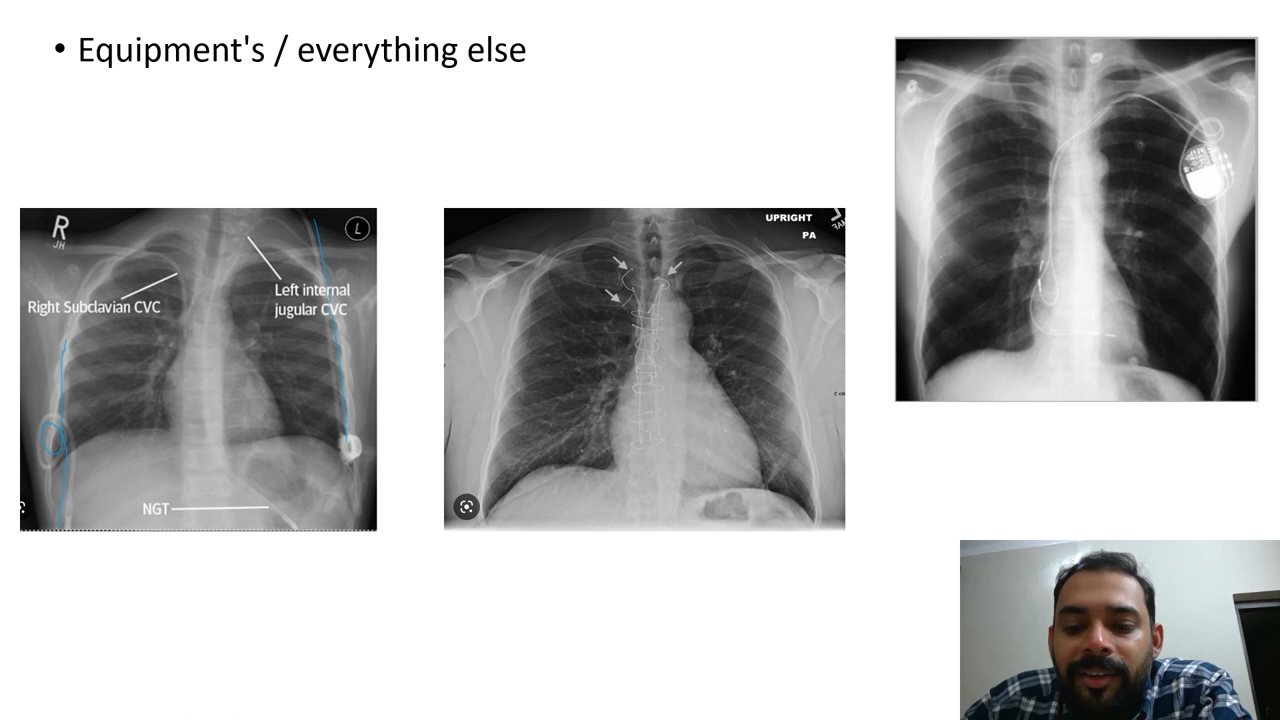 • Equipment's / everything else
R
JH
L
Right Subclavian CVC
Left internal
jugular CVC
NGT
UPRIGHT
PA